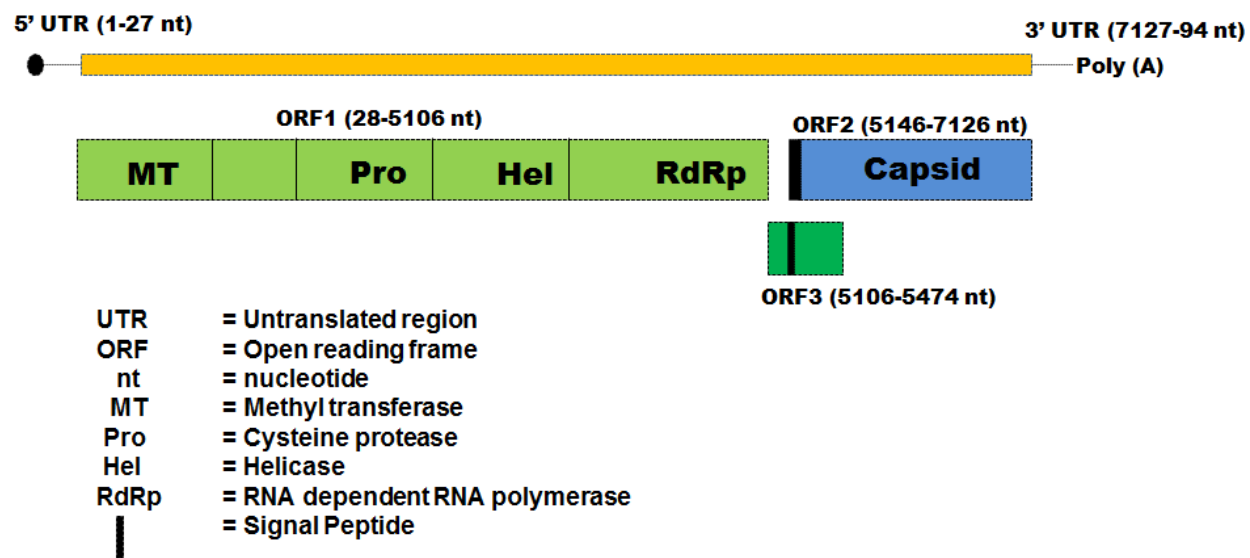 5' UTR (1-27 nt)
3' UTR (7127-94 nt)
Poly (A)
ORF1 (28-5106 nt)
ORF2 (5146-7126 nt)
MT Pro Hel RdRp Capsid
ORF3 (5106-5474 nt)
UTR = Untranslated region
ORF = Open reading frame
nt = nucleotide
MT = Methyl transferase
Pro = Cysteine protease
Hel = Helicase
RdRp = RNA dependent RNA polymerase
= Signal Peptide